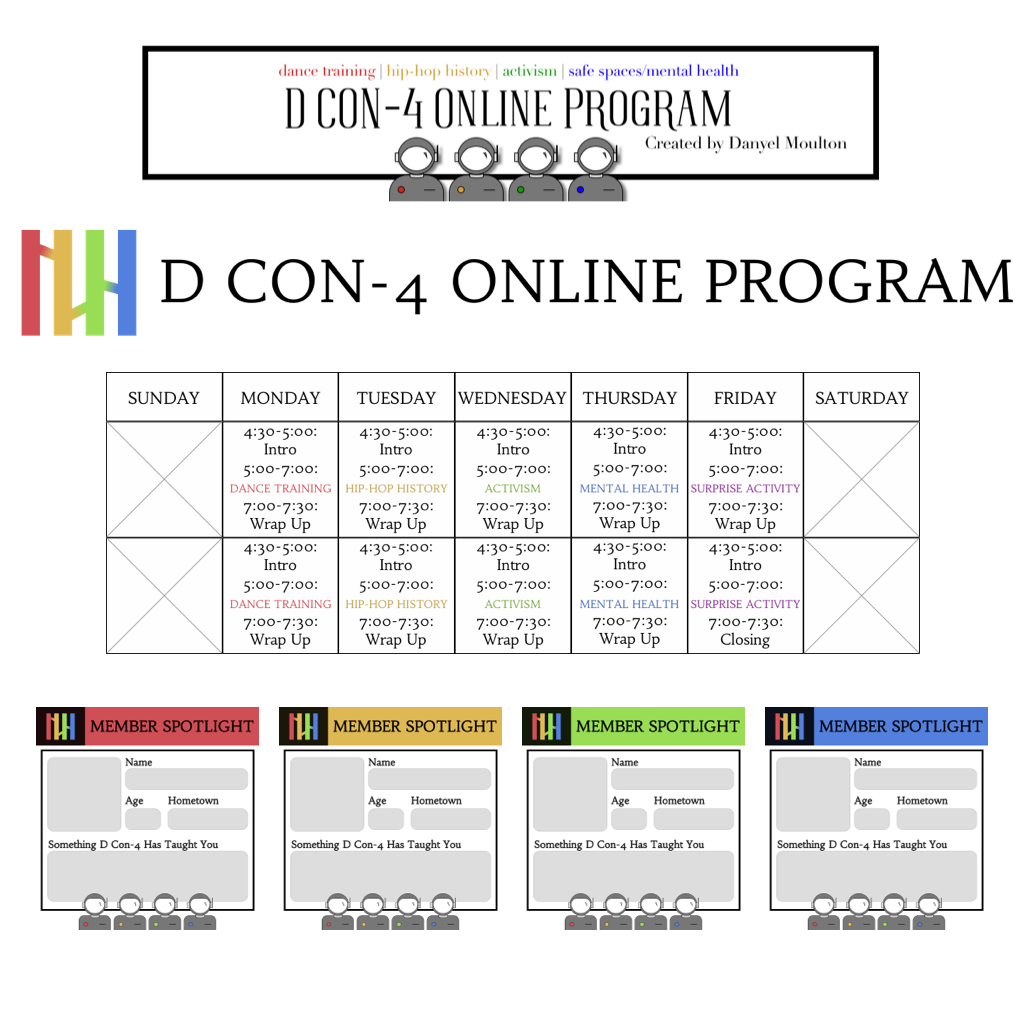 dance training | hip-hop history | activism | safe spaces/mental health
D CON-4 ONLINE PROGRAM
Created by Danyel Moulton
D CON-4 ONLINE PROGRAM
SUNDAY MONDAY TUESDAY WEDNESDAY THURSDAY FRIDAY SATURDAY
4:30-5:00: 4:30-5:00: 4:30-5:00: 4:30-5:00: 4:30-5:00:
Intro Intro Intro Intro Intro
5:00-7:00: 5:00-7:00: 5:00-7:00: 5:00-7:00: 5:00-7:00:
DANCE TRAINING HIP-HOP HISTORY ACTIVISM MENTAL HEALTH SURPRISE ACTIVITY
7:00-7:30: 7:00-7:30: 7:00-7:30: 7:00-7:30: 7:00-7:30:
Wrap Up Wrap Up Wrap Up Wrap Up Wrap Up
4:30-5:00: 4:30-5:00: 4:30-5:00: 4:30-5:00: 4:30-5:00:
Intro Intro Intro Intro Intro
5:00-7:00: 5:00-7:00: 5:00-7:00: 5:00-7:00: 5:00-7:00:
DANCE TRAINING HIP-HOP HISTORY ACTIVISM MENTAL HEALTH SURPRISE ACTIVITY
7:00-7:30: 7:00-7:30: 7:00-7:30: 7:00-7:30: 7:00-7:30:
Wrap Up Wrap Up Wrap Up Wrap Up Closing
MEMBER SPOTLIGHT MEMBER SPOTLIGHT MEMBER SPOTLIGHT MEMBER SPOTLIGHT
Name Name Name Name
Age Hometown Age Hometown Age Hometown Age Hometown
Something D Con-4 Has Taught You Something D Con-4 Has Taught You Something D Con-4 Has Taught You Something D Con-4 Has Taught You